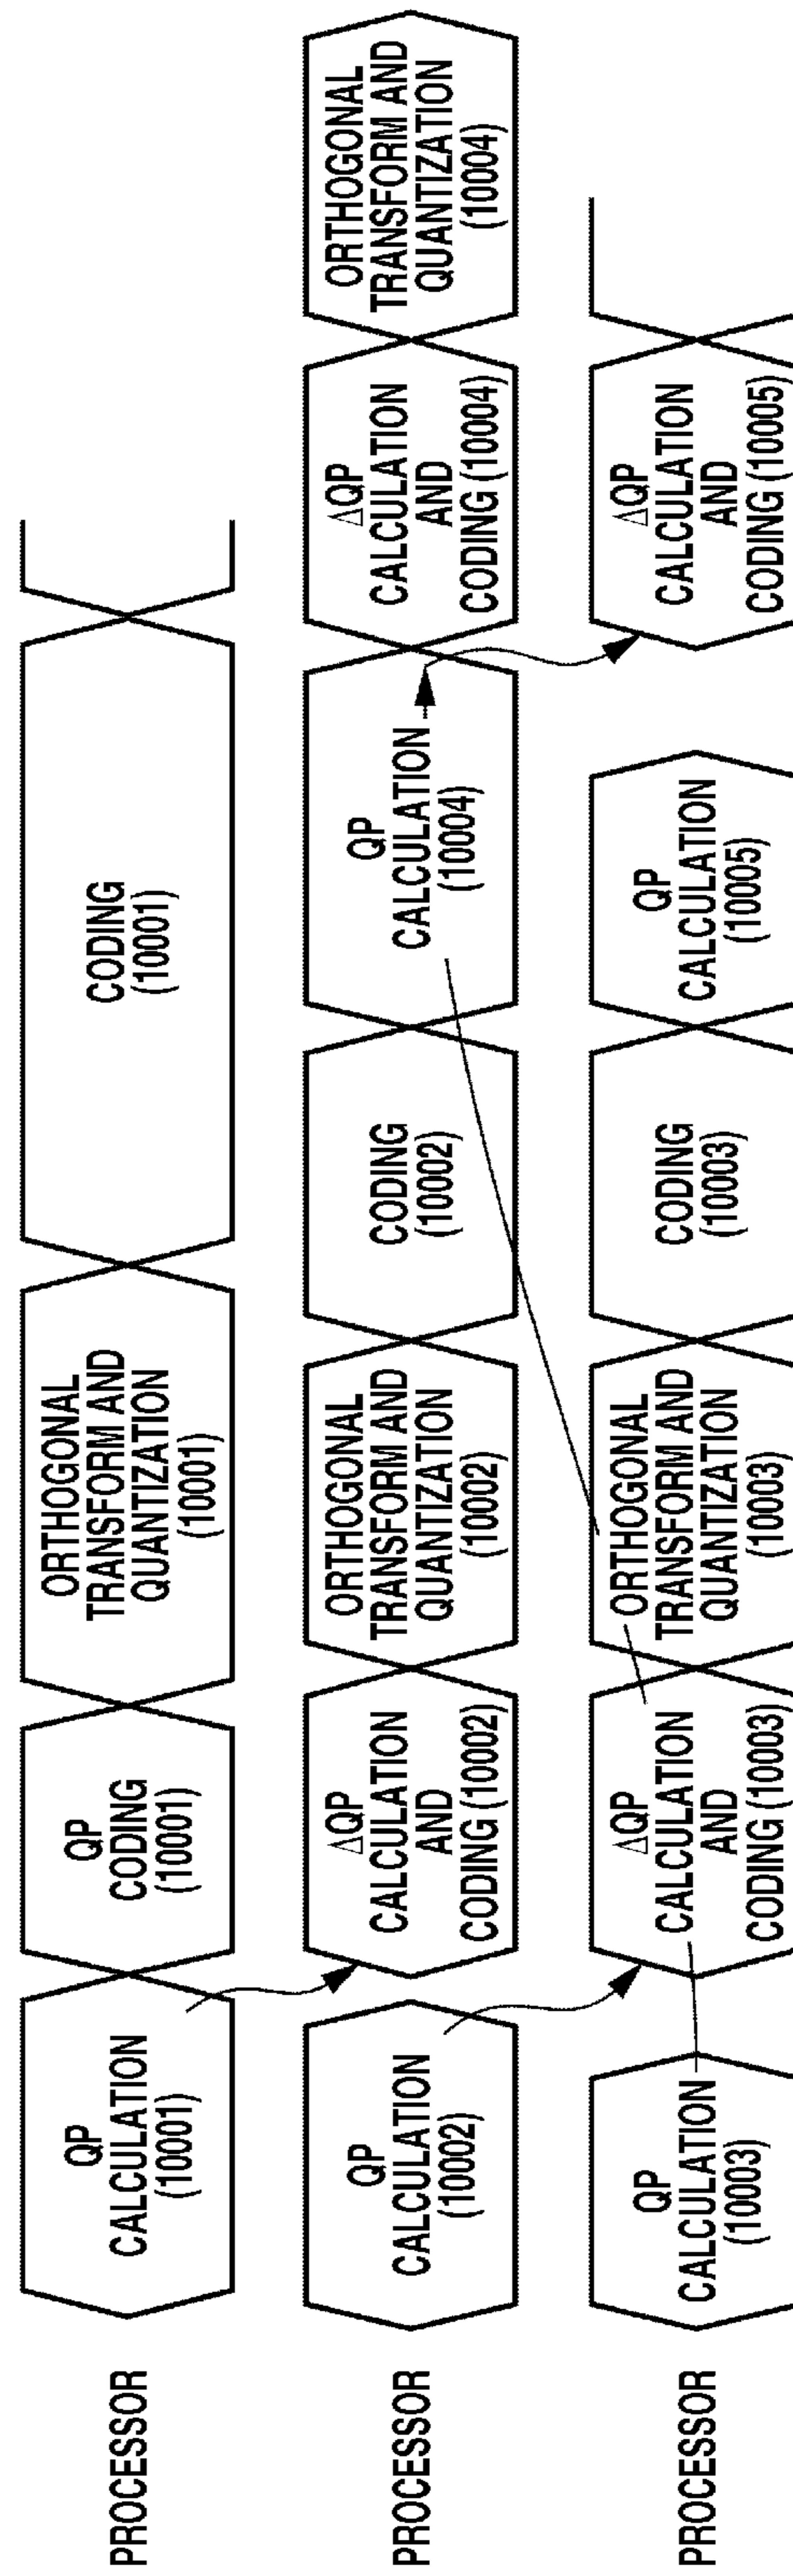 PROCESSOR
QP
CALCULATION
(10001)
QP
CODING
(10001)
ORTHOGONAL
TRANSFORM AND
QUANTIZATION
(10001)
CODING
(10001)
PROCESSOR
QP
CALCULATION
(10002)
ΔQP
CALCULATION
AND
CODING (10002)
ORTHOGONAL
TRANSFORM AND
QUANTIZATION
(10002)
CODING
(10002)
QP
CALCULATION
(10004)
ΔQP
CALCULATION
AND
CODING (10004)
ORTHOGONAL
TRANSFORM AND
QUANTIZATION
(10004)
PROCESSOR
QP
CALCULATION
(10003)
ΔQP
CALCULATION
AND
CODING (10003)
ORTHOGONAL
TRANSFORM AND
QUANTIZATION
(10003)
CODING
(10003)
QP
CALCULATION
(10005)
ΔQP
CALCULATION
AND
CODING (10005)